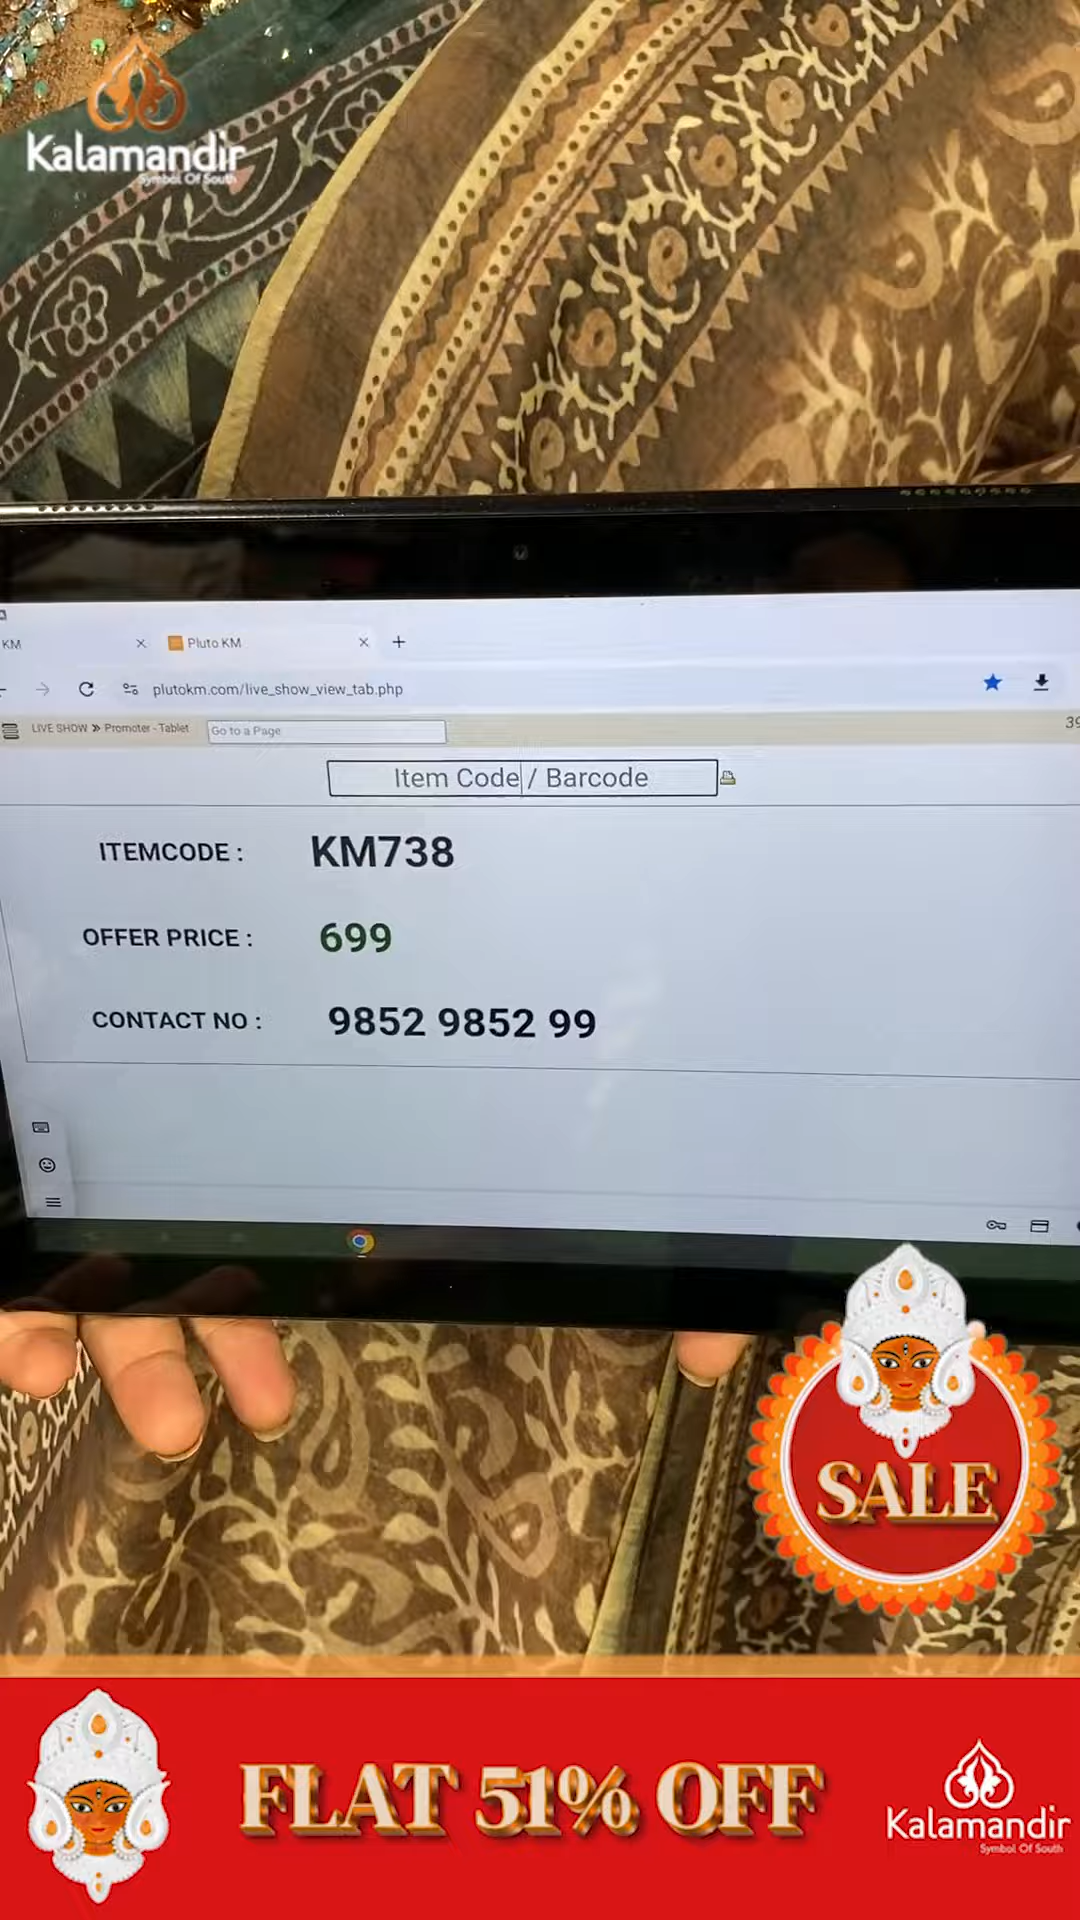 Kalamandir
Symbol Of South
KM
Pluto KM
plutokm.com/live_show_view_tab.php
LIVE SHOW » Promoter - Tablet
Go to a Page
39
Item Code / Barcode
ITEMCODE : KM738
OFFER PRICE : 699
CONTACT NO : 9852 9852 99
SALE
FLAT 51% OFF
Kalamandir
Symbol Of South